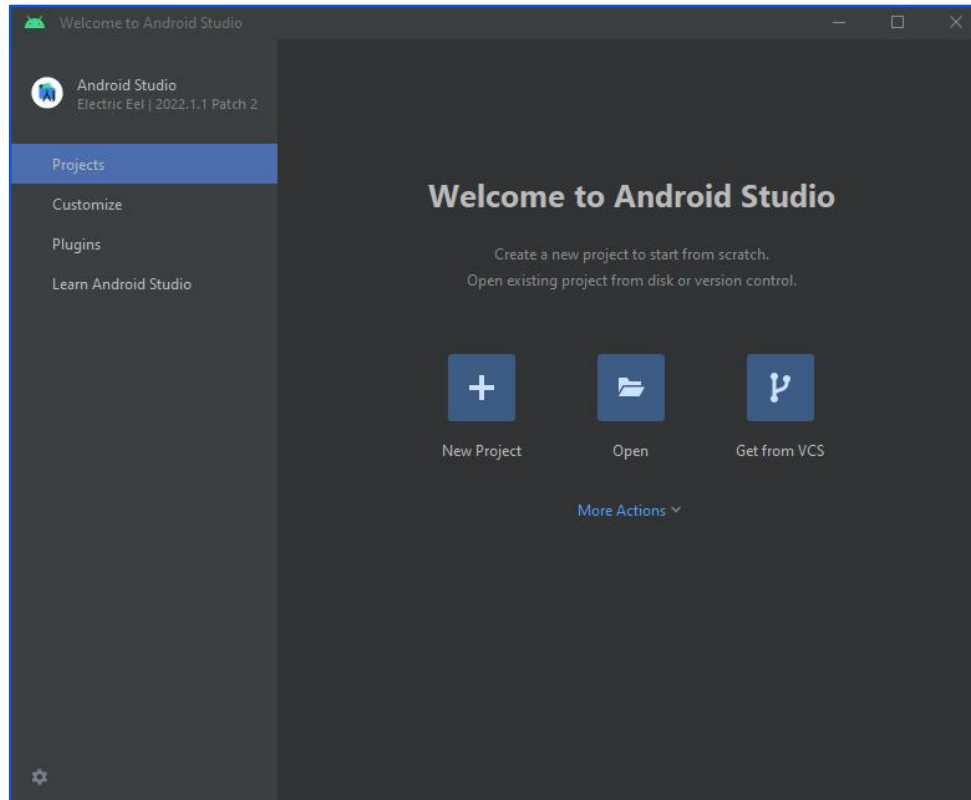 Welcome to Android Studio
Android Studio
Electric Eel | 2022.1.1 Patch 2
Projects
Customize
Plugins
Learn Android Studio
Welcome to Android Studio
Create a new project to start from scratch.
Open existing project from disk or version control.
New Project
Open
Get from VCS
More Actions